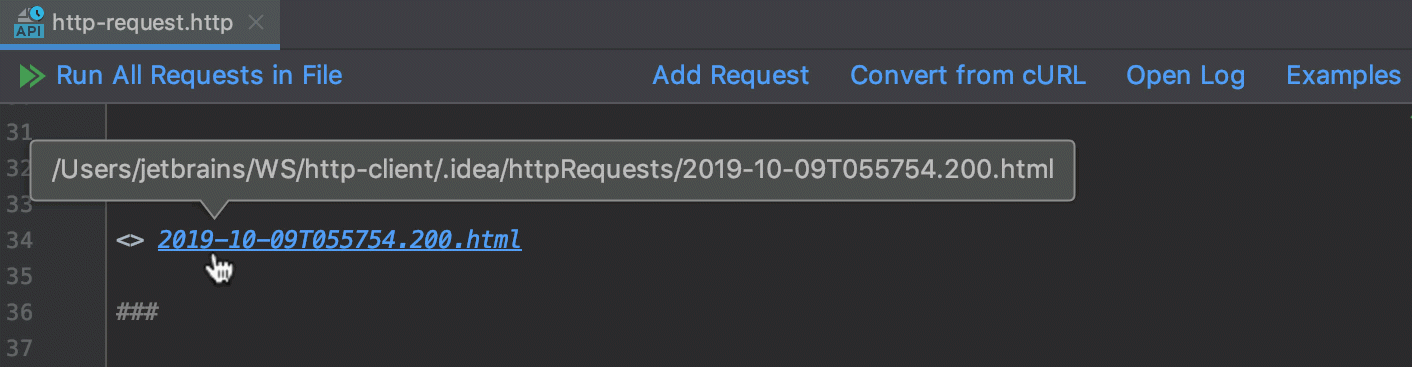 API http-request.http
Run All Requests in File Add Request Convert from cURL Open Log Examples
31
/Users/jetbrains/WS/http-client/.idea/httpRequests/2019-10-09T055754.200.html
32
33
34 <> 2019-10-09T055754.200.html
35
36 ###
37